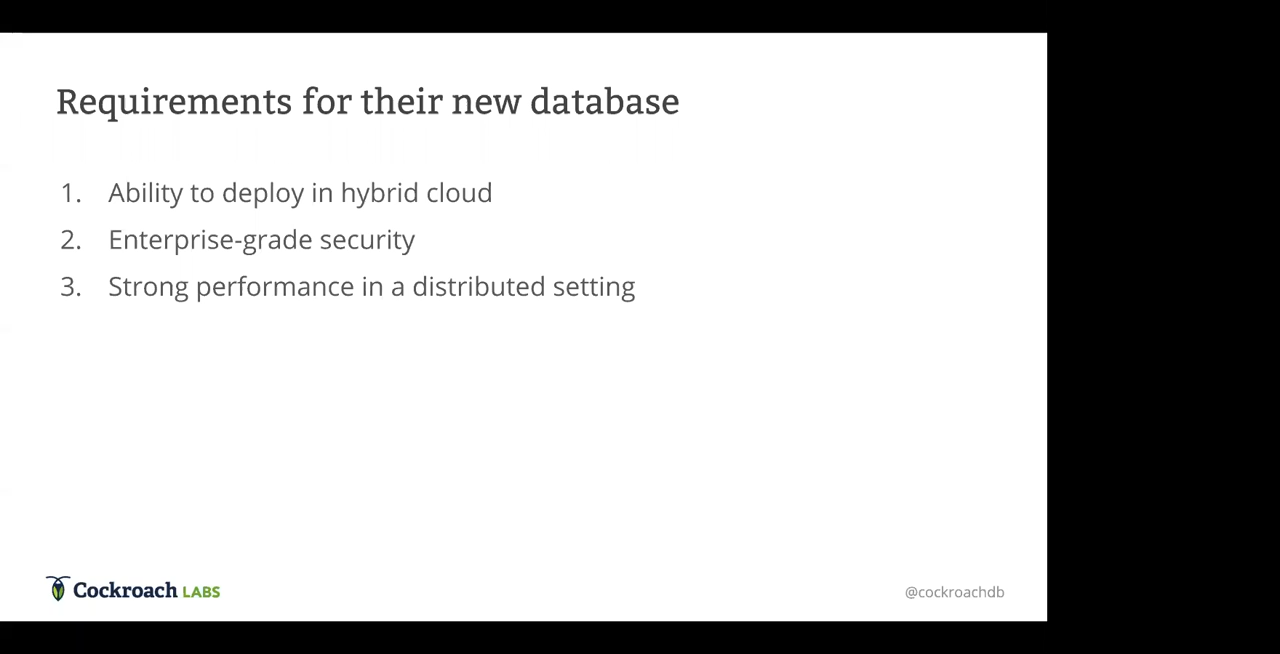 Requirements for their new database
1. Ability to deploy in hybrid cloud
2. Enterprise-grade security
3. Strong performance in a distributed setting
Cockroach LABS
@cockroachdb